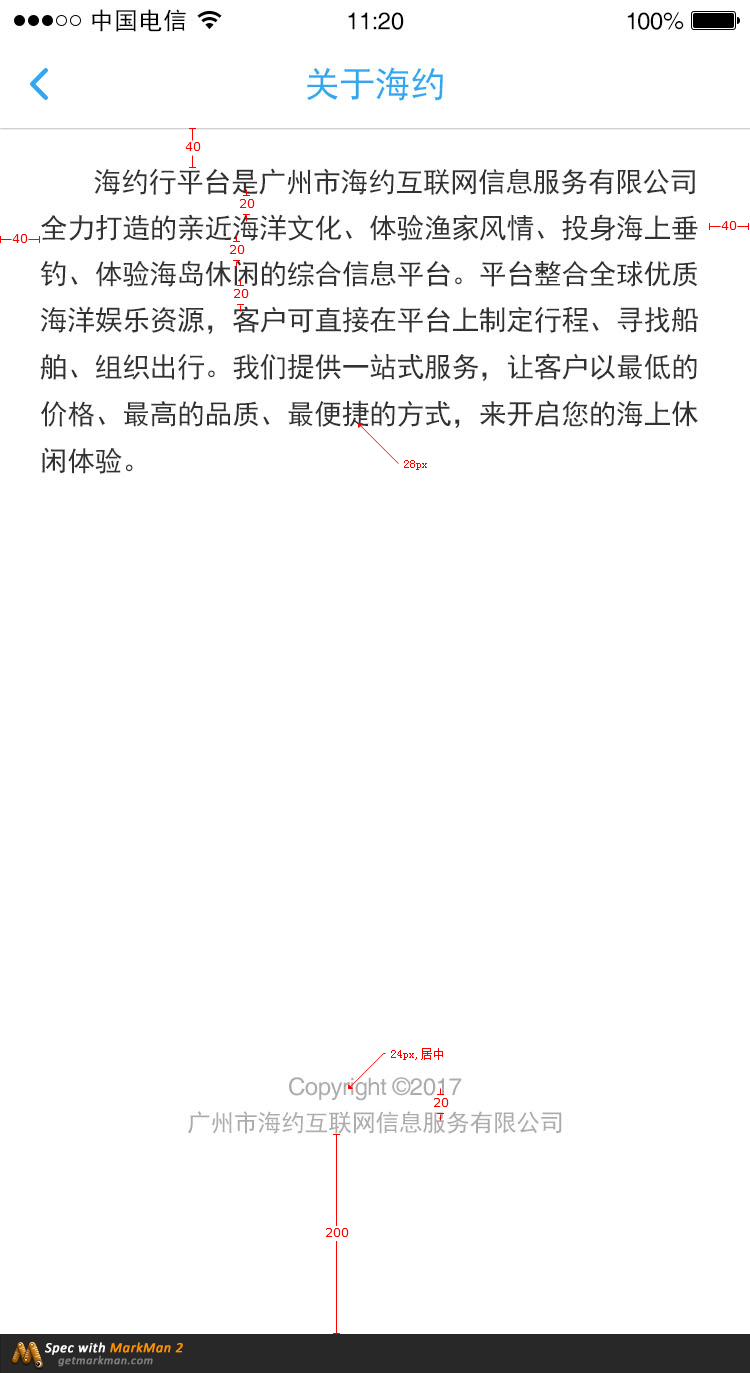 中国电信 11:20 100%
关于海约
40
海约行平台是广州市海约互联网信息服务有限公司
20
全力打造的亲近海洋文化、体验渔家风情、投身海上垂
40
40
20
钓、体验海岛休闲的综合信息平台。平台整合全球优质
20
海洋娱乐资源，客户可直接在平台上制定行程、寻找船
舶、组织出行。我们提供一站式服务，让客户以最低的
价格、最高的品质、最便捷的方式，来开启您的海上休
闲体验。
28px
24px,居中
Copyright ©2017
20
广州市海约互联网信息服务有限公司
200
Spec with MarkMan 2
getmarkman.com